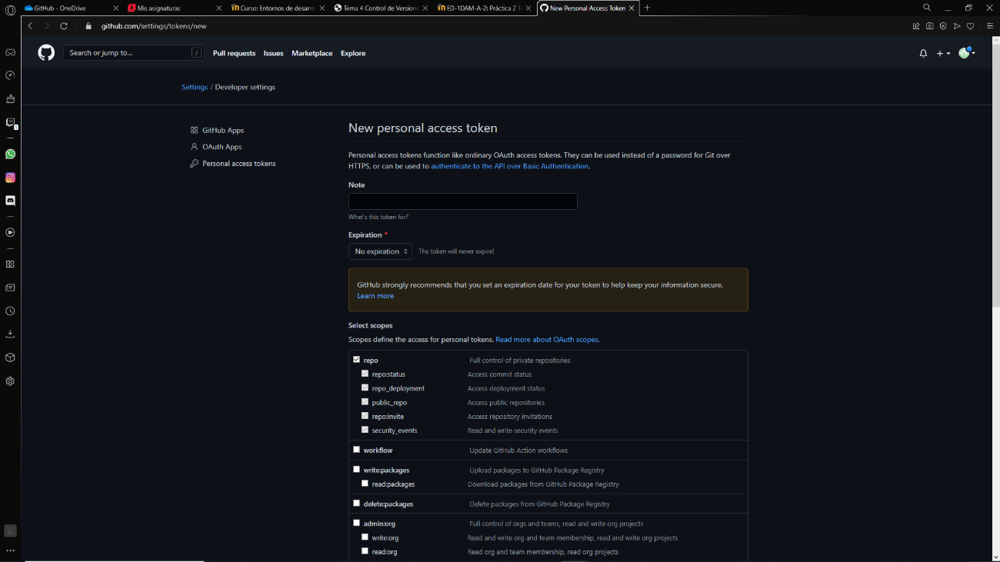 GitHub - OneDrive
Mis asignaturas
Curso: Entornos de desarro
Tema 4 Control de Versione
ED-1DAM-A-2: Práctica 2 T
New Personal Access Token
github.com/settings/tokens/new
Search or jump to... /
Pull requests Issues Marketplace Explore
Settings / Developer settings
GitHub Apps
OAuth Apps
Personal access tokens
New personal access token
Personal access tokens function like ordinary OAuth access tokens. They can be used instead of a password for Git over
HTTPS, or can be used to authenticate to the API over Basic Authentication.
Note
What's this token for?
Expiration *
No expiration The token will never expire!
GitHub strongly recommends that you set an expiration date for your token to help keep your information secure.
Learn more
Select scopes
Scopes define the access for personal tokens. Read more about OAuth scopes.
repo Full control of private repositories
repo:status Access commit status
repo_deployment Access deployment status
public_repo Access public repositories
repo:invite Access repository invitations
security_events Read and write security events
workflow Update GitHub Action workflows
write:packages Upload packages to GitHub Package Registry
read:packages Download packages from GitHub Package Registry
delete:packages Delete packages from GitHub Package Registry
admin:org Full control of orgs and teams, read and write org projects
write:org Read and write org and team membership, read and write org projects
read:org Read org and team membership, read org projects